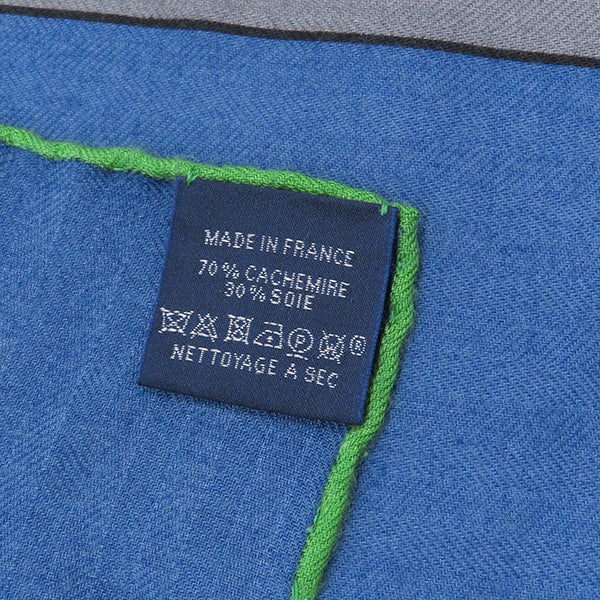 MADE IN FRANCE
70% CACHEMIRE
30% SOIE
P ®
NETTOYAGE A SEC